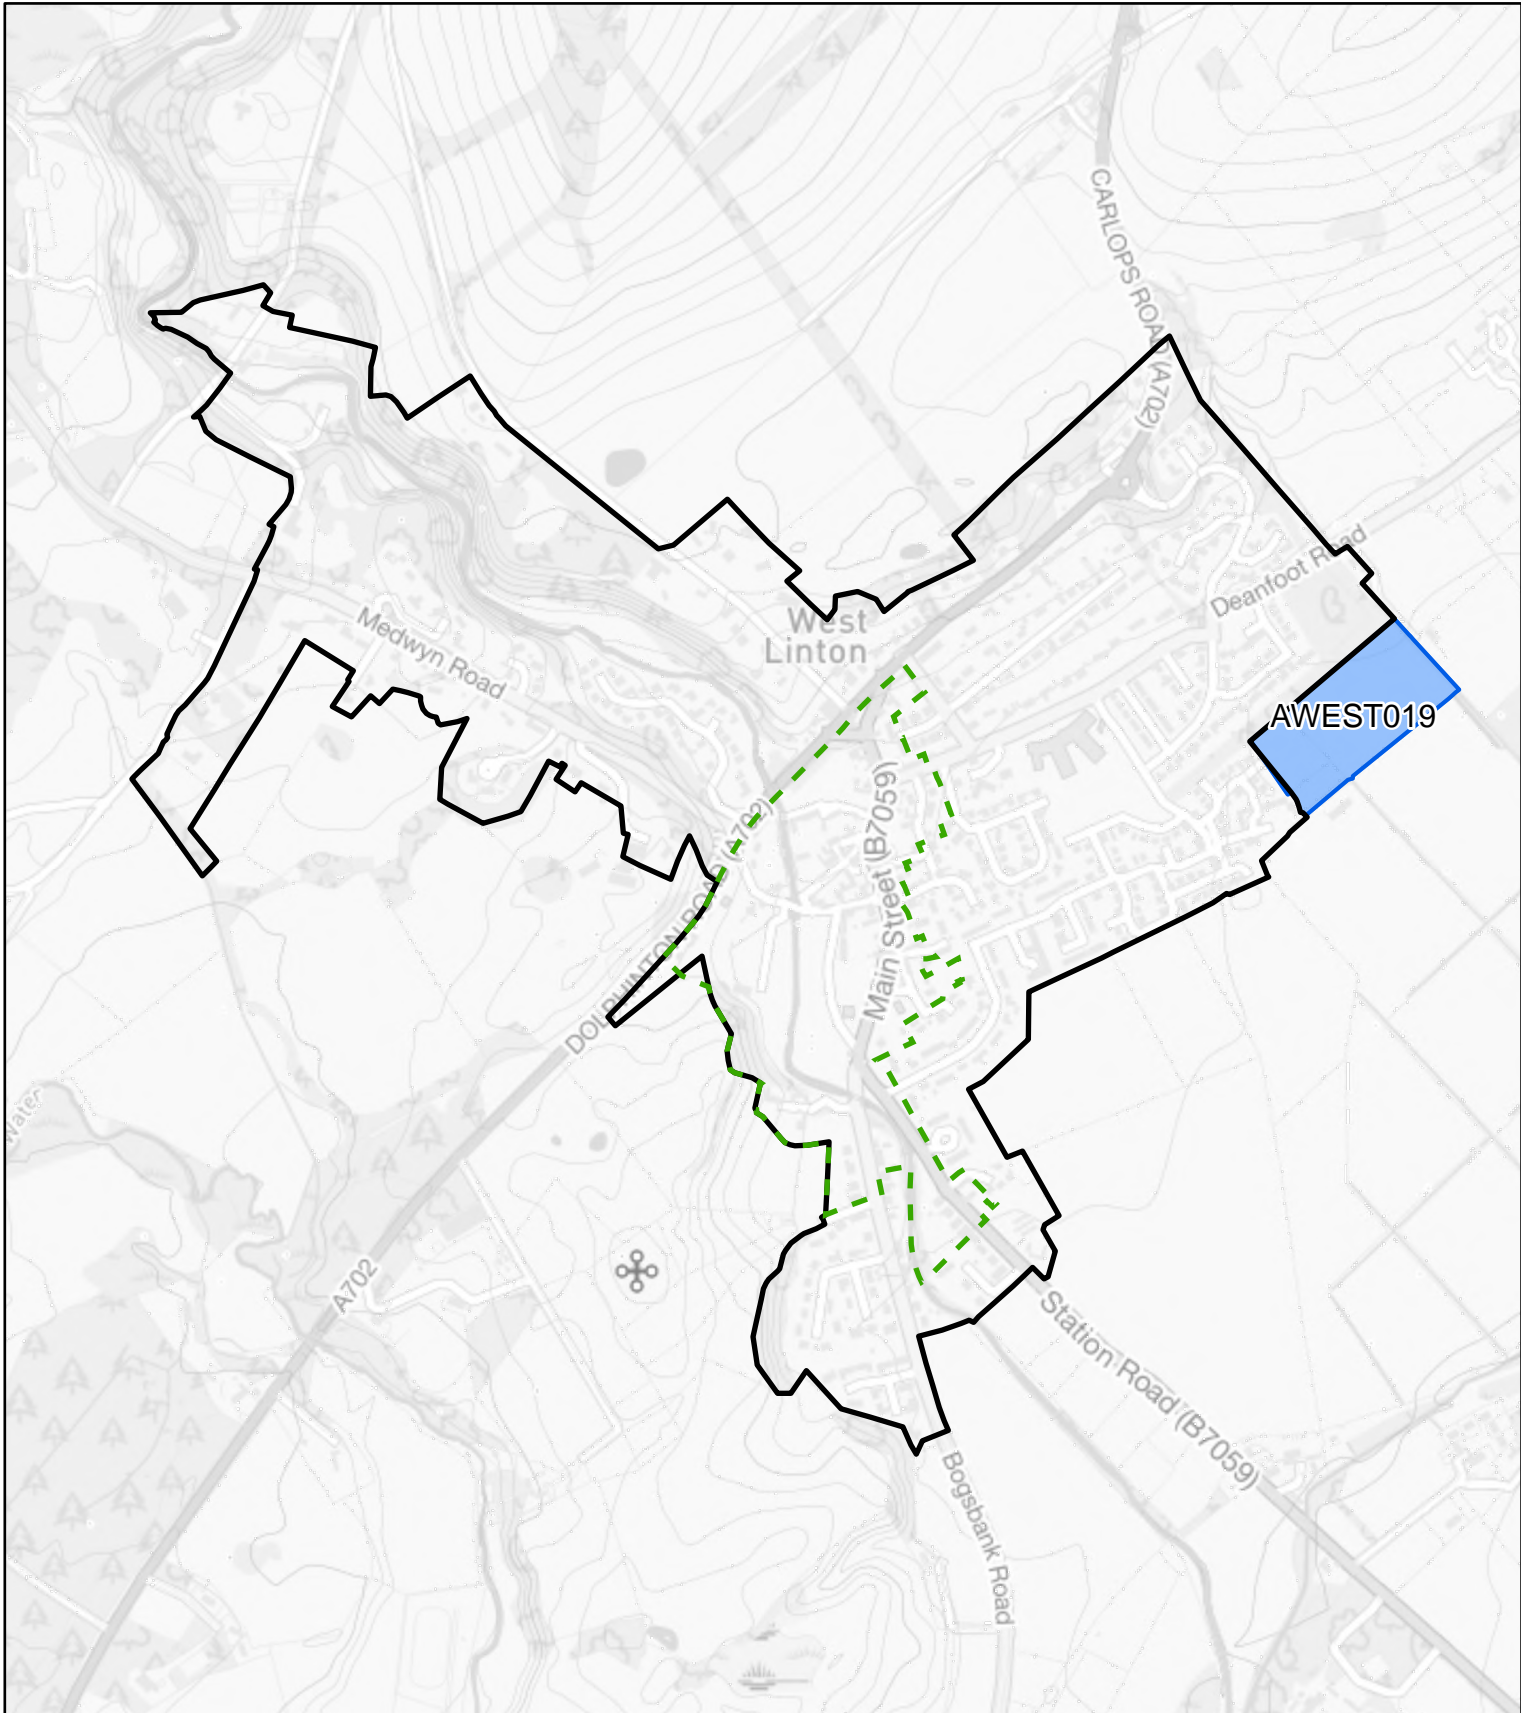 CARLOPS ROAD (A702)
Deanfoot Road
West
Linton
Medwyn Road
AWEST019
DOLPHINTON ROAD (A702)
Main Street (B7059)
Water
A702
Station Road (B7059)
Bogsbank Road